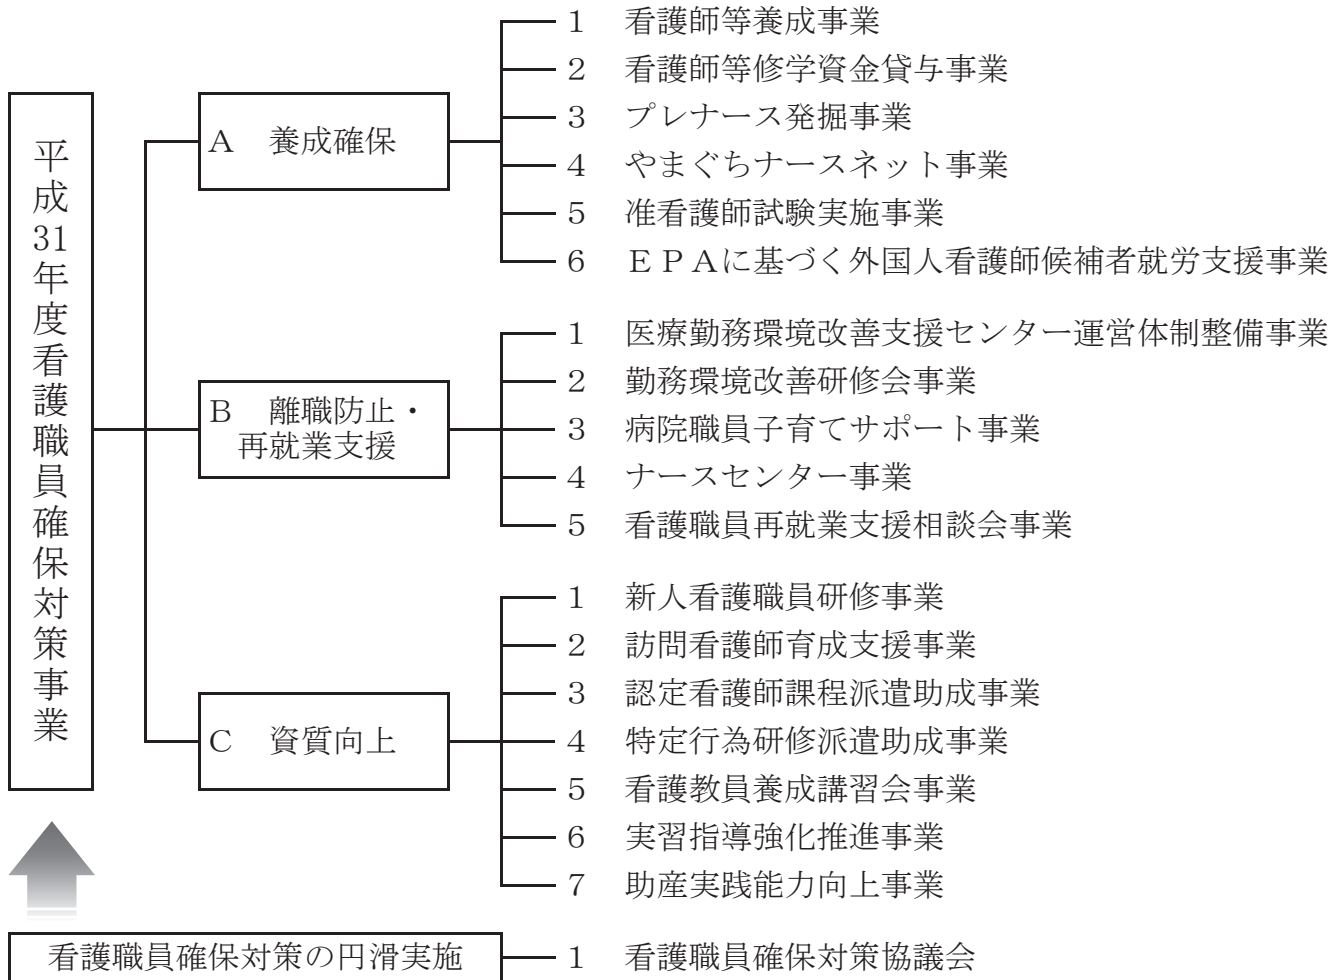 平成31年度看護職員確保対策事業
A　養成確保
1　看護師等養成事業
2　看護師等修学資金貸与事業
3　プレナース発掘事業
4　やまぐちナースネット事業
5　准看護師試験実施事業
6　ＥＰＡに基づく外国人看護師候補者就労支援事業
B　離職防止・
再就業支援
1　医療勤務環境改善支援センター運営体制整備事業
2　勤務環境改善研修会事業
3　病院職員子育てサポート事業
4　ナースセンター事業
5　看護職員再就業支援相談会事業
C　資質向上
1　新人看護職員研修事業
2　訪問看護師育成支援事業
3　認定看護師課程派遣助成事業
4　特定行為研修派遣助成事業
5　看護教員養成講習会事業
6　実習指導強化推進事業
7　助産実践能力向上事業
看護職員確保対策の円滑実施
1　看護職員確保対策協議会